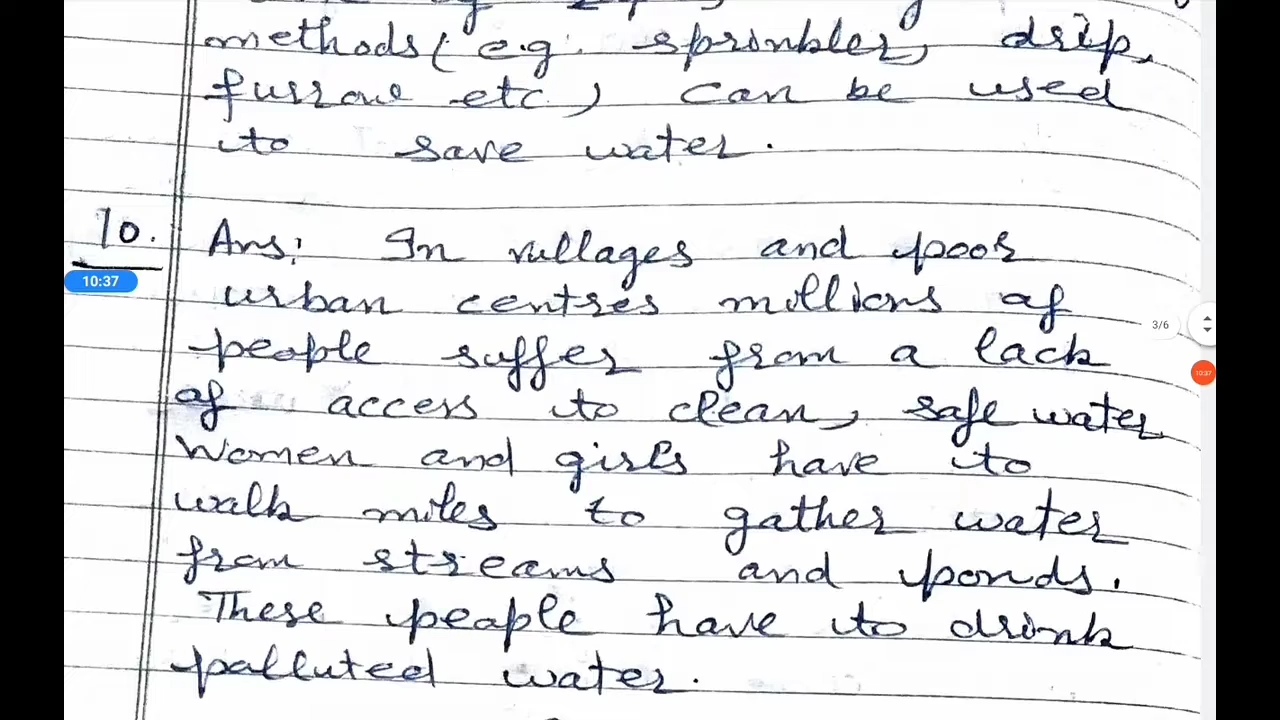 methods( e.g. sprinkler, drip,
furrow etc) can be used
to save water.
10. Ans: In villages and poor
10:37
urban centres millions of
3/6
people suffer from a lack
10:37
of access to clean, safe water
Women and girls have to
walk miles to gather water
from streams and ponds.
These people have to drink
polluted water.